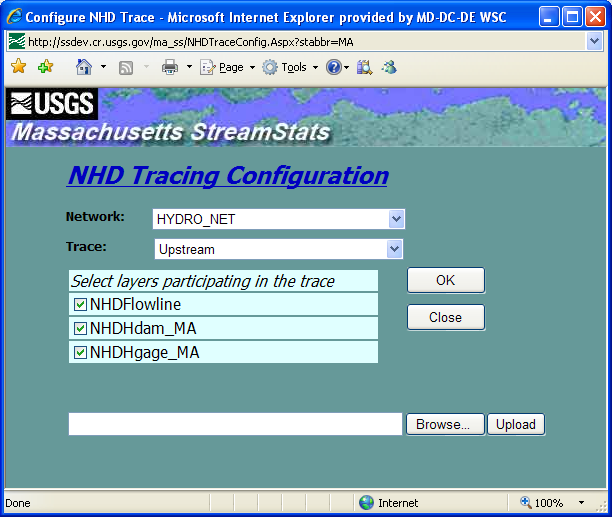 Configure NHD Trace - Microsoft Internet Explorer provided by MD-DC-DE WSC
http://ssdev.cr.usgs.gov/ma_ss/NHDTraceConfig.Aspx?stabbr=MA
Page Tools
USGS
Massachusetts StreamStats
NHD Tracing Configuration
Network: HYDRO_NET
Trace: Upstream
Select layers participating in the trace OK
NHDFlowline
NHDHdam_MA Close
NHDHgage_MA
Browse... Upload
Done Internet 100%